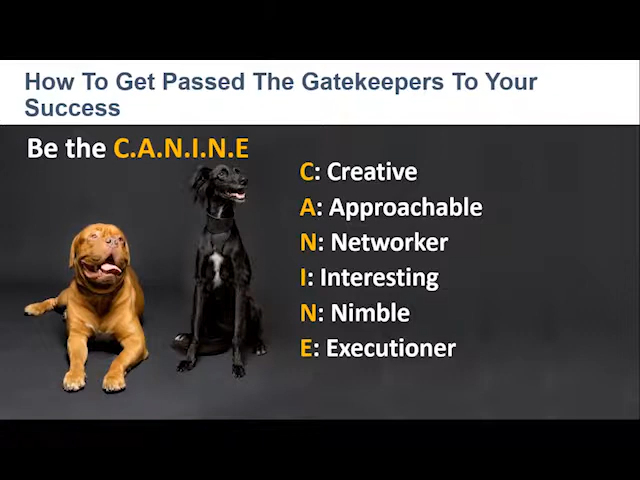 How To Get Passed The Gatekeepers To Your
Success
Be the C.A.N.I.N.E
C: Creative
A: Approachable
N: Networker
I: Interesting
N: Nimble
E: Executioner